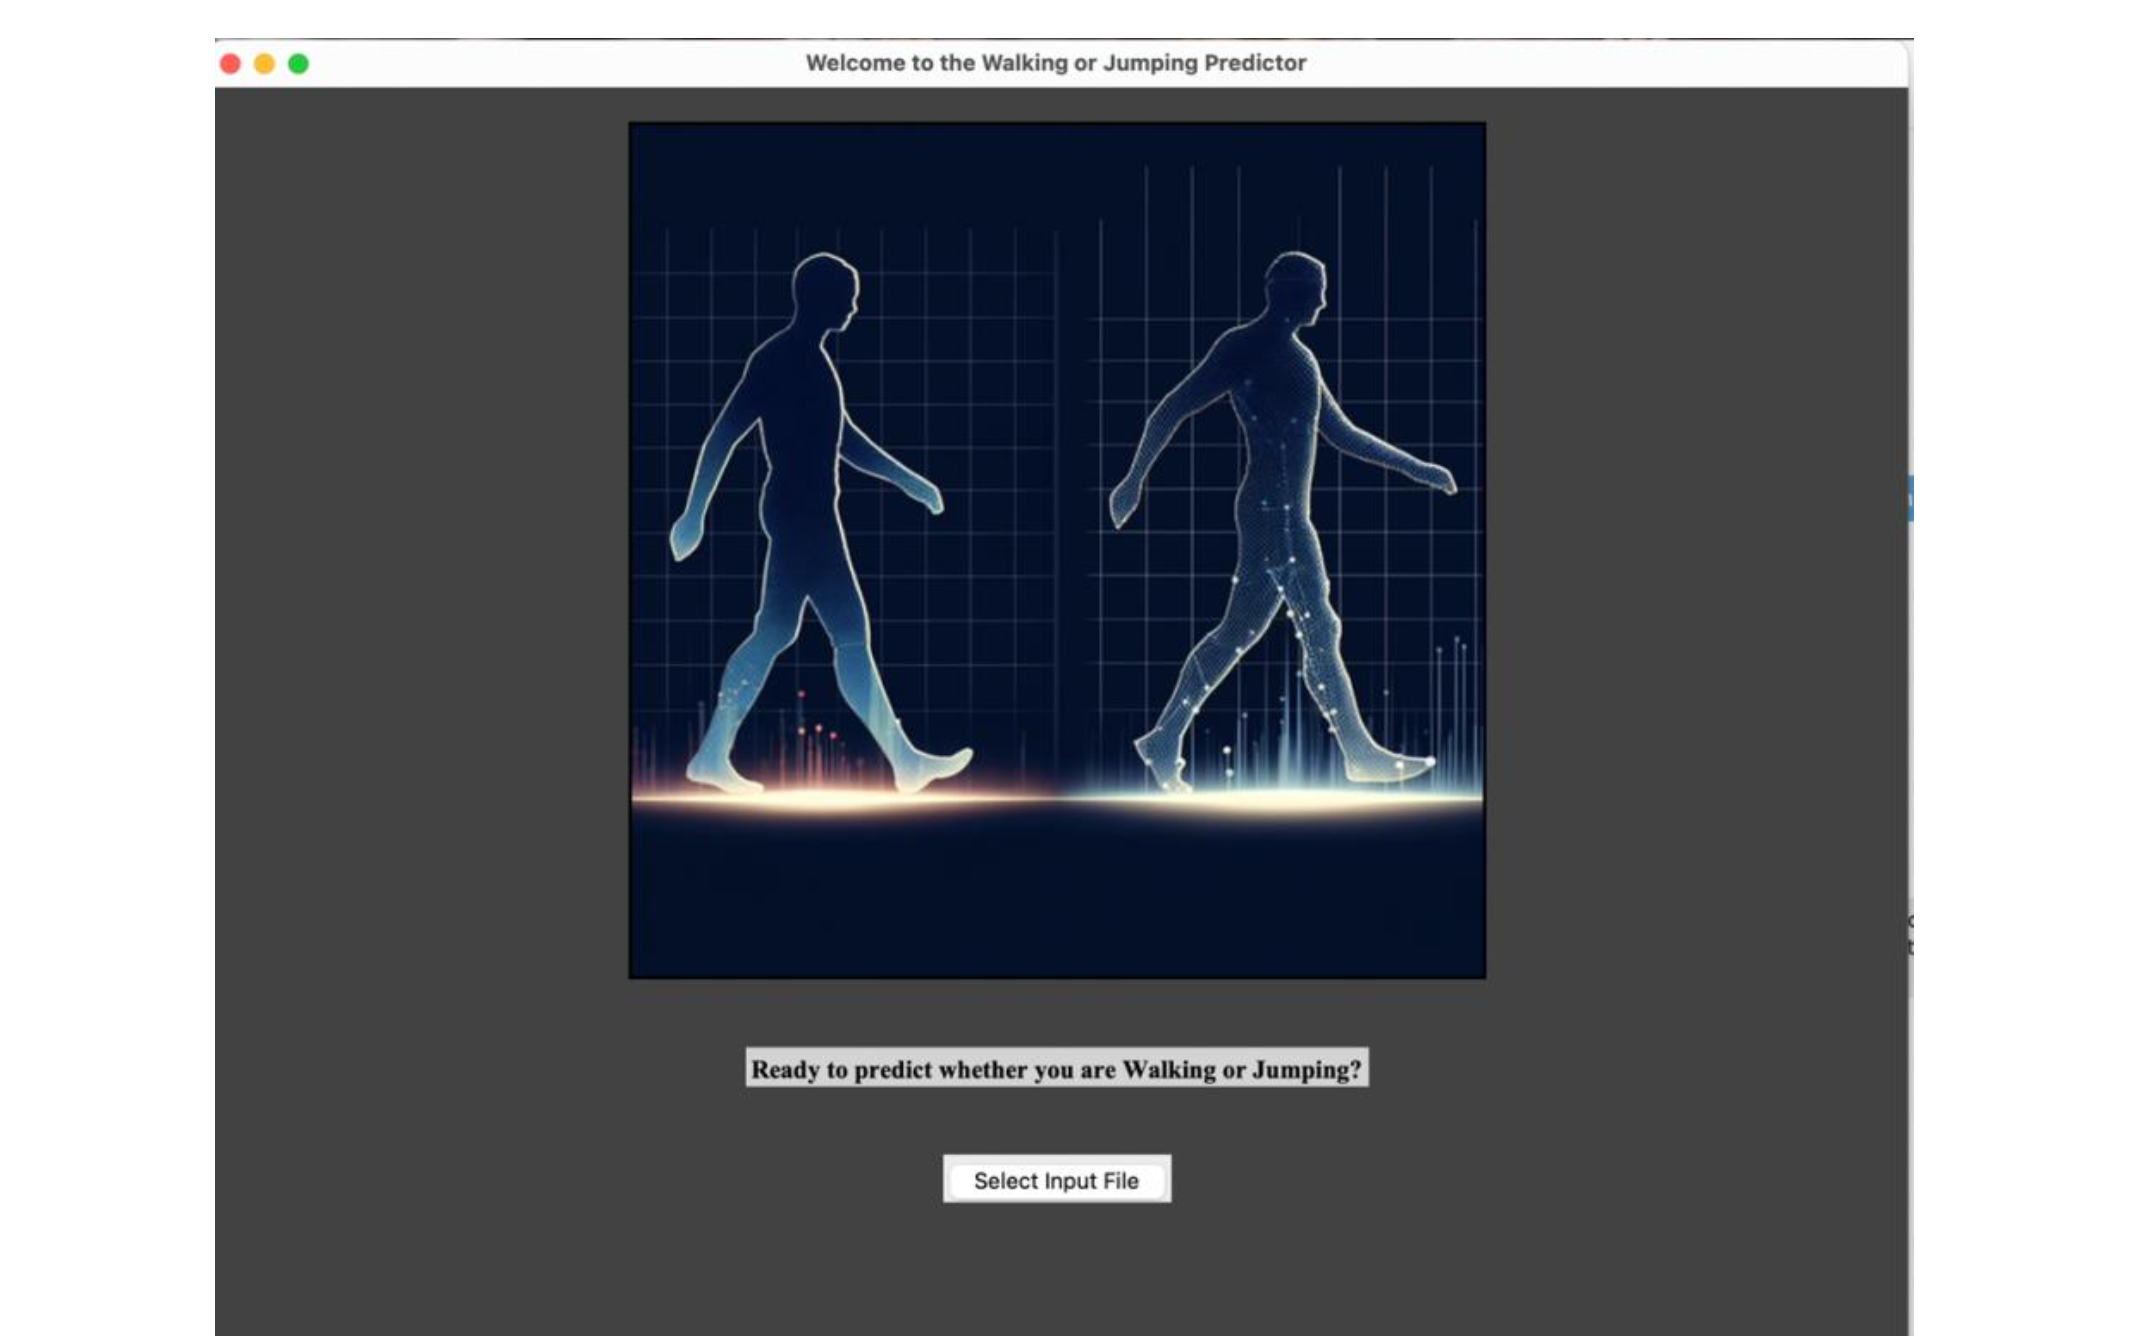 Welcome to the Walking or Jumping Predictor
Ready to predict whether you are Walking or Jumping?
Select Input File